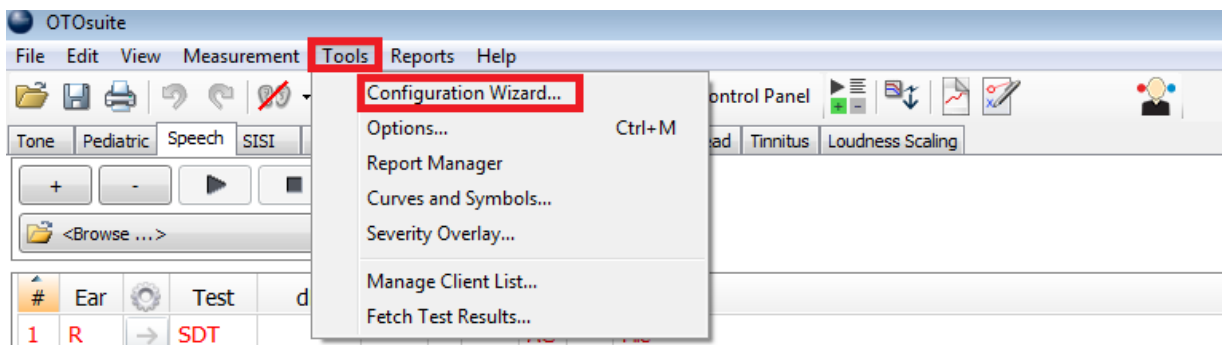 OTOsuite
File Edit View Measurement Tools Reports Help
Configuration Wizard...
ontrol Panel
Options... Ctrl+M
Tone Pediatric Speech SISI ad Tinnitus Loudness Scaling
Report Manager
+ -
Curves and Symbols...
<Browse ...>
Severity Overlay...
Manage Client List...
# Ear Test d
Fetch Test Results...
1 R SDT